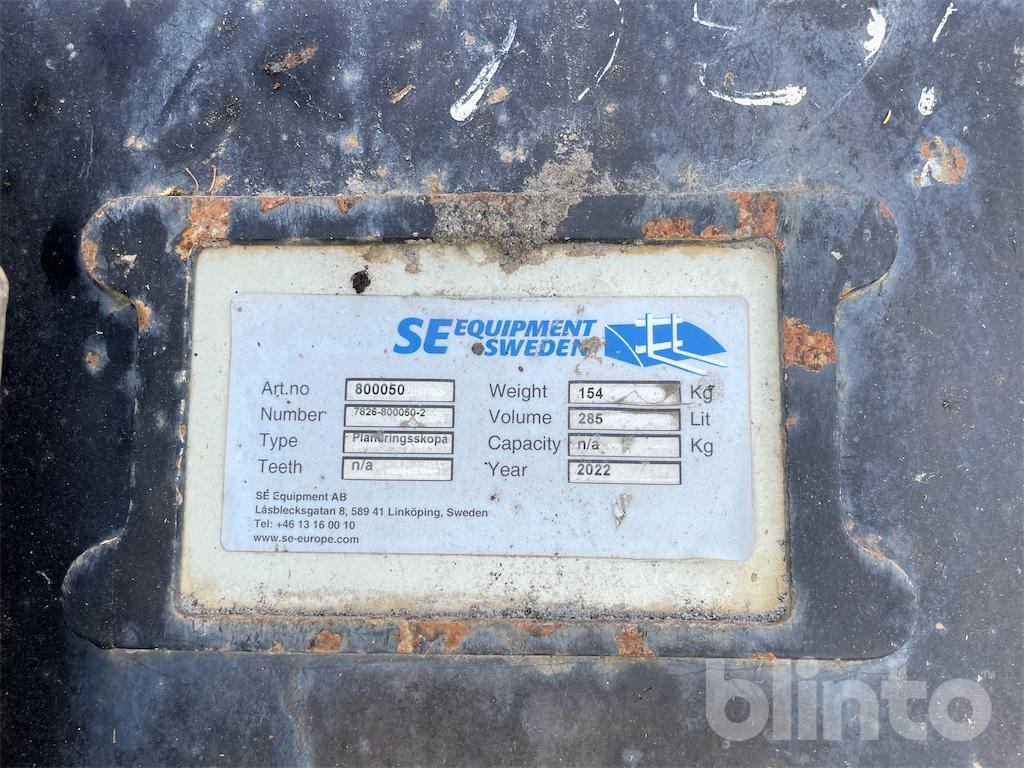 SE EQUIPMENT
SWEDEN
Art.no 800050
Number 7826-800050-2
Type Planeringsskopa
Teeth n/a
Weight 154 Kg
Volume 285 Lit
Capacity n/a Kg
Year 2022
SE Equipment AB
Låsblecksgatan 8, 589 41 Linköping, Sweden
Tel: +46 13 16 00 10
www.se-europe.com
blinto™